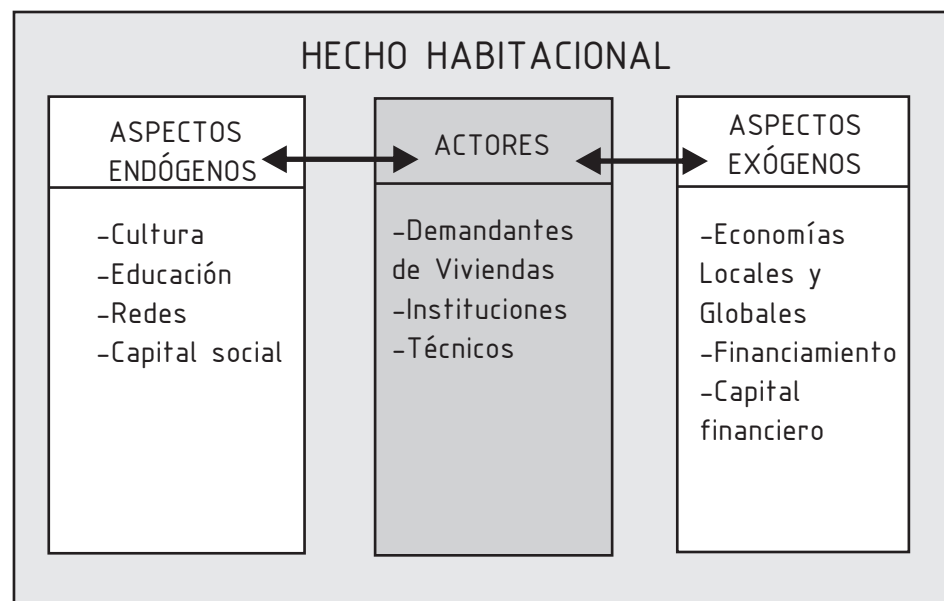 HECHO HABITACIONAL
ASPECTOS
ENDÓGENOS
-Cultura
-Educación
-Redes
-Capital social
ACTORES
-Demandantes
de Viviendas
-Instituciones
-Técnicos
ASPECTOS
EXÓGENOS
-Economías
Locales y
Globales
-Financiamiento
-Capital
financiero